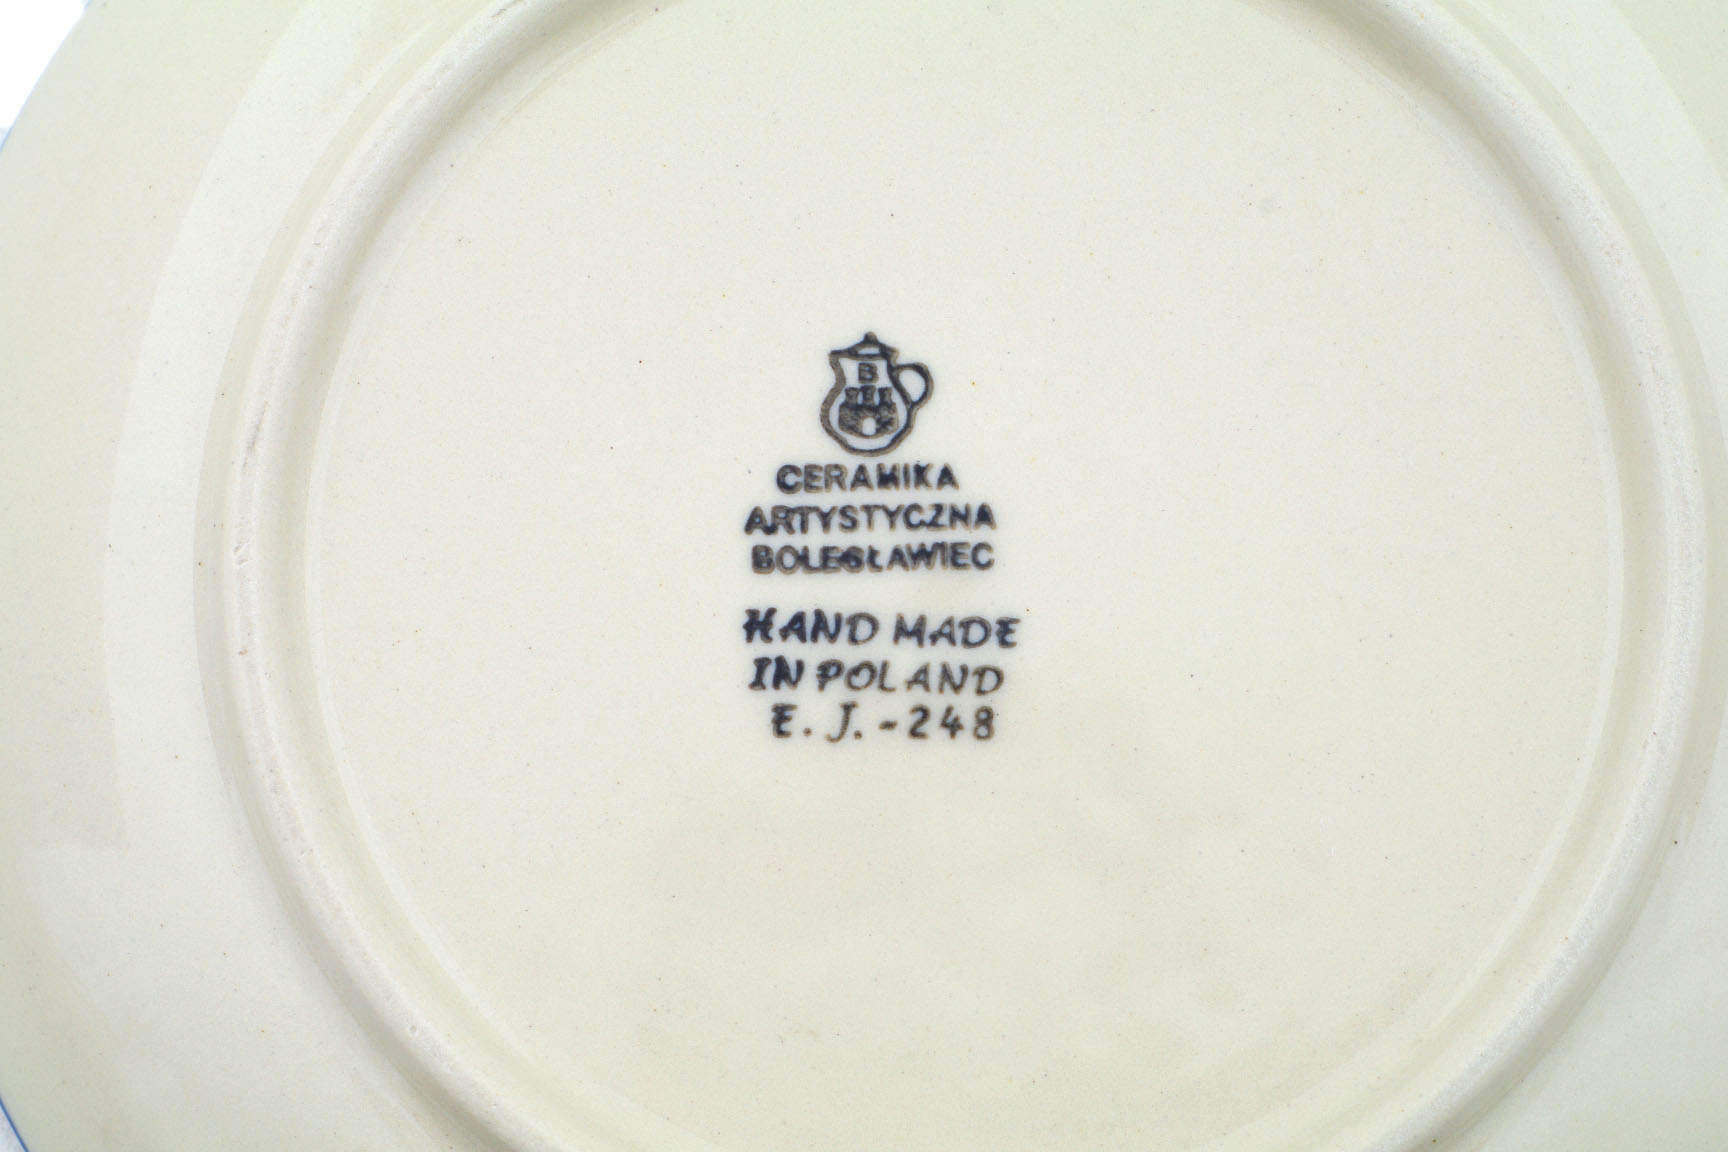 B
CERAMIKA
ARTYSTYCZNA
BOLESŁAWIEC
HAND MADE
IN POLAND
E. J. - 248